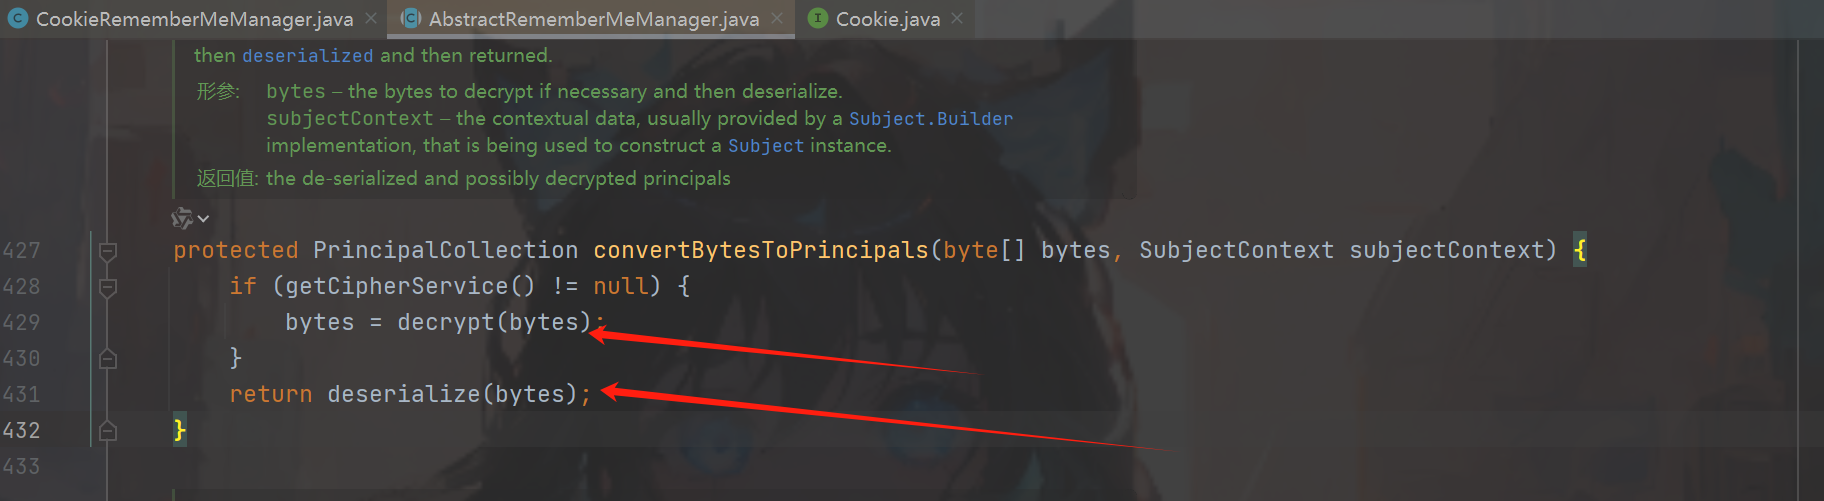 CookieRememberMeManager.java AbstractRememberMeManager.java Cookie.java
then deserialized and then returned.
形参: bytes – the bytes to decrypt if necessary and then deserialize.
subjectContext – the contextual data, usually provided by a Subject.Builder
implementation, that is being used to construct a Subject instance.
返回值: the de-serialized and possibly decrypted principals
427 protected PrincipalCollection convertBytesToPrincipals(byte[] bytes, SubjectContext subjectContext) {
428 if (getCipherService() != null) {
429 bytes = decrypt(bytes);
430 }
431 return deserialize(bytes);
432 }
433